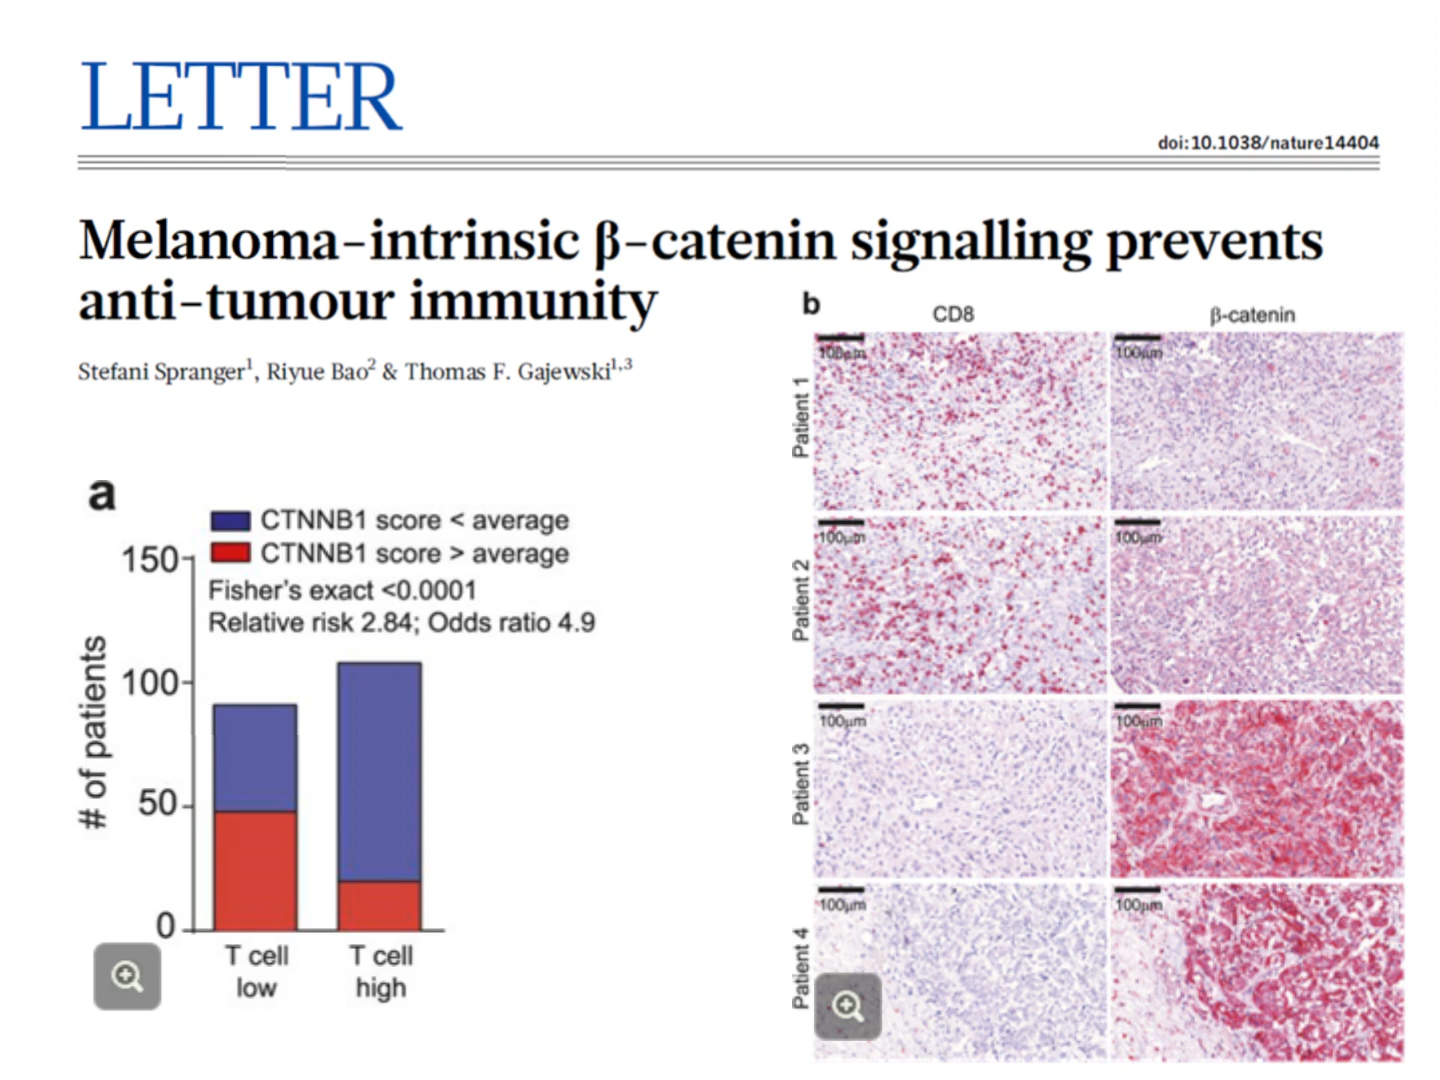 LETTER
doi:10.1038/nature14404
Melanoma-intrinsic β-catenin signalling prevents
anti-tumour immunity
Stefani Spranger1, Riyue Bao2 & Thomas F. Gajewski1,3
a
CTNNB1 score < average
CTNNB1 score > average
Fisher's exact <0.0001
Relative risk 2.84; Odds ratio 4.9
# of patients
150
100
50
0
T cell
low
T cell
high
b
CD8
β-catenin
Patient 1
100μm
100μm
Patient 2
100μm
100μm
Patient 3
100μm
100μm
Patient 4
100μm
100μm